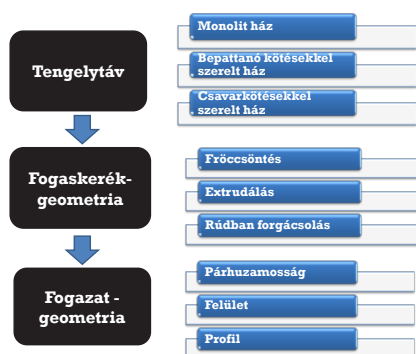 Tengelytáv
Monolit ház
Bepattanó kötésekkel
szerelt ház
Csavarkötésekkel
szerelt ház
Fogaskerék-
geometria
Fröccsöntés
Extrudálás
Rúdban forgácsolás
Fogazat -
geometria
Párhuzamosság
Felület
Profil